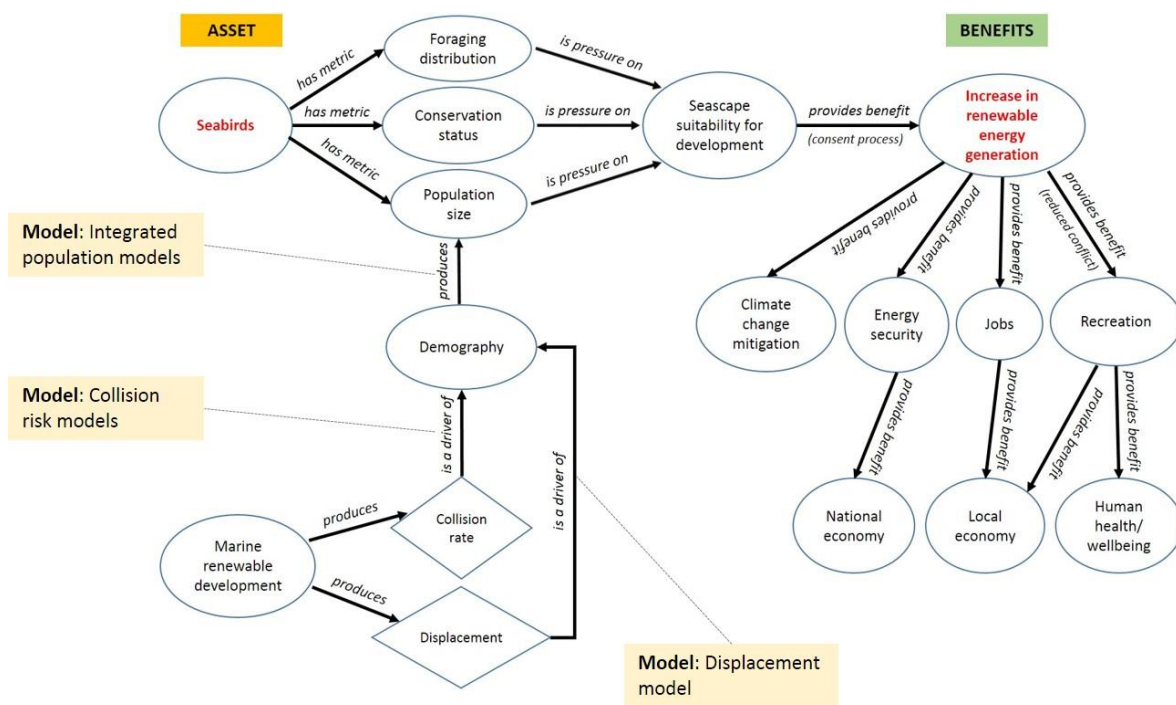 ASSET
BENEFITS
Seabirds
has metric
has metric
has metric
Foraging
distribution
Conservation
status
Population
size
is pressure on
is pressure on
is pressure on
Seascape
suitability for
development
provides benefit
(consent process)
Increase in
renewable
energy
generation
provides benefit
provides benefit
provides benefit
provides benefit
(reduced conflict)
Climate
change
mitigation
Energy
security
Jobs
Recreation
provides benefit
provides benefit
provides benefit
provides benefit
National
economy
Local
economy
Human
health/
wellbeing
Model: Integrated
population models
produces
Demography
Model: Collision
risk models
is a driver of
is a driver of
Marine
renewable
development
produces
produces
Collision
rate
Displacement
Model: Displacement
model